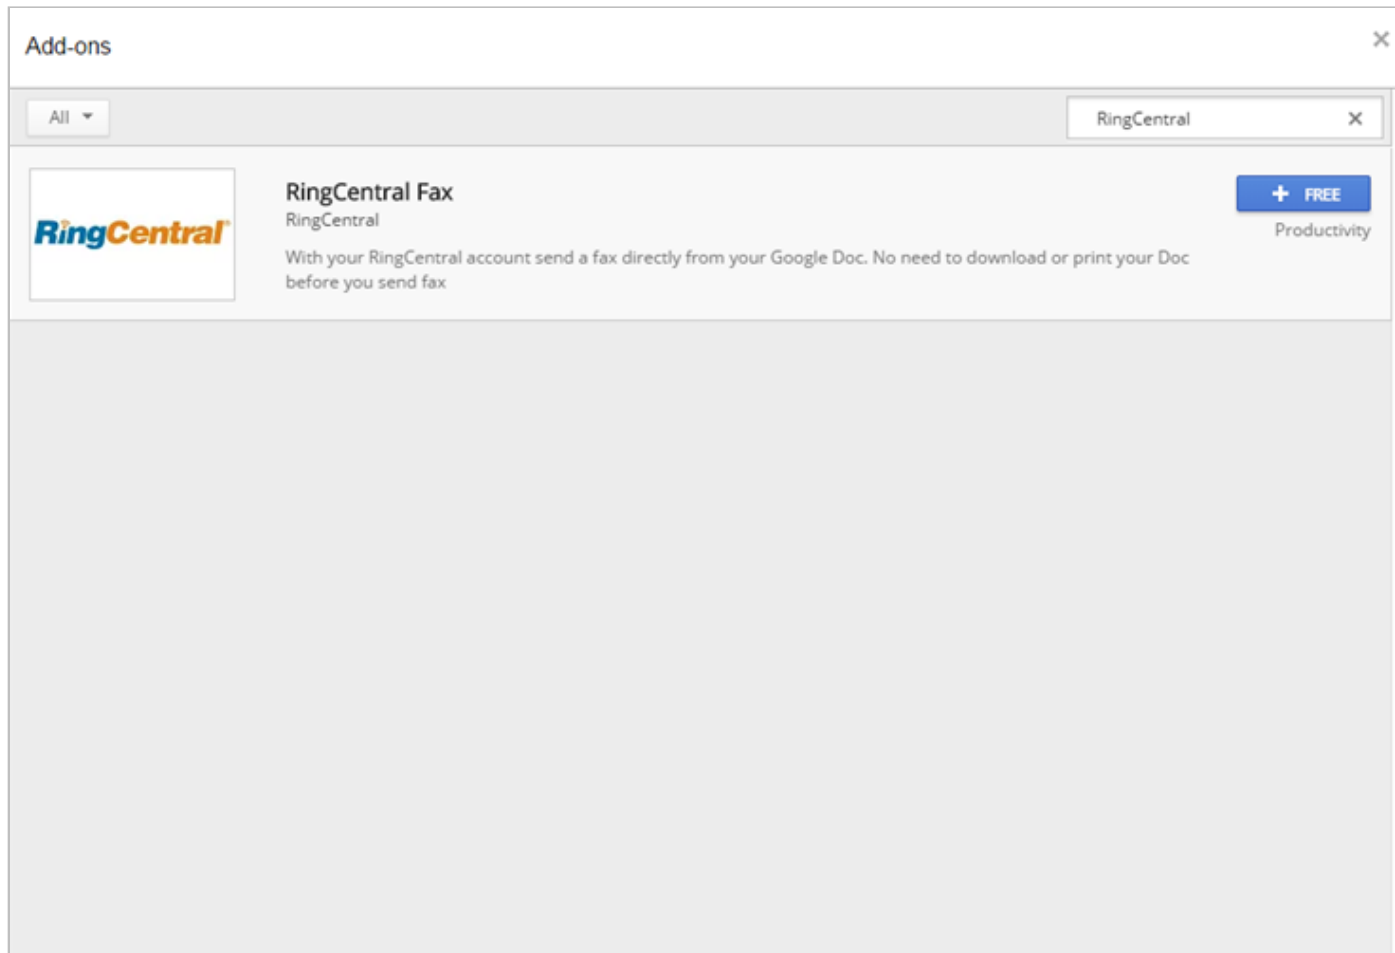 Add-ons
All
RingCentral
RingCentral
RingCentral Fax
RingCentral
With your RingCentral account send a fax directly from your Google Doc. No need to download or print your Doc
before you send fax
+ FREE
Productivity